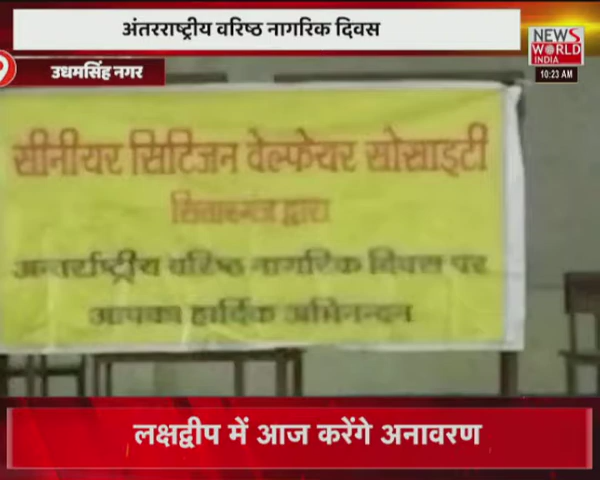 अंतरराष्ट्रीय वरिष्ठ नागरिक दिवस
NEWS
WORLD
INDIA
10:23 AM
उधमसिंह नगर
सीनीयर सिटिजन वेल्फेयर सोसाइटी
सितारगंज द्वारा
अन्तर्राष्ट्रीय वरिष्ठ नागरिक दिवस पर
आपका हार्दिक अभिनन्दन
लक्षद्वीप में आज करेंगे अनावरण